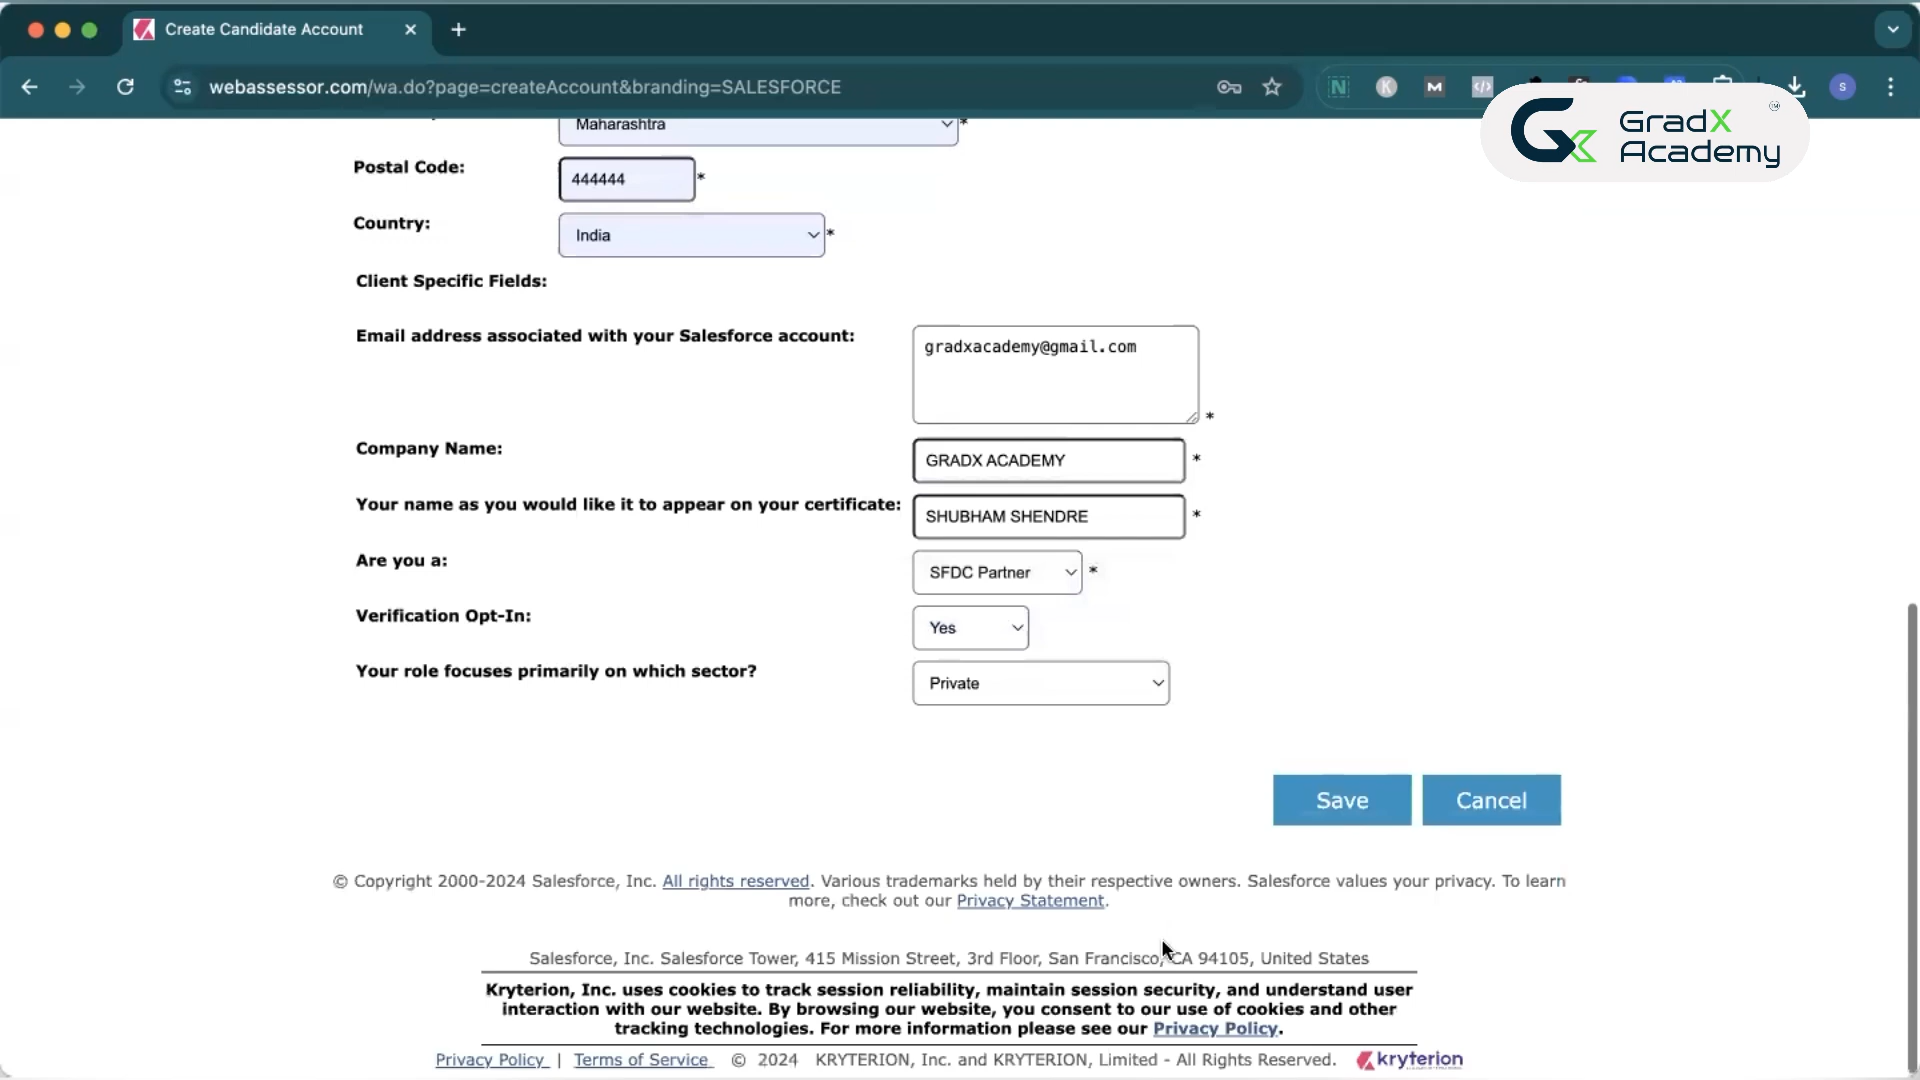 Create Candidate Account
webassessor.com/wa.do?page=createAccount&branding=SALESFORCE
N
K
M
</>
S
GradX
Academy
TM
Maharashtra
*
Postal Code:
444444
*
Country:
India
*
Client Specific Fields:
Email address associated with your Salesforce account:
gradxacademy@gmail.com
*
Company Name:
GRADX ACADEMY
*
Your name as you would like it to appear on your certificate:
SHUBHAM SHENDRE
*
Are you a:
SFDC Partner
*
Verification Opt-In:
Yes
Your role focuses primarily on which sector?
Private
Save
Cancel
© Copyright 2000-2024 Salesforce, Inc. All rights reserved. Various trademarks held by their respective owners. Salesforce values your privacy. To learn
more, check out our Privacy Statement.
Salesforce, Inc. Salesforce Tower, 415 Mission Street, 3rd Floor, San Francisco, CA 94105, United States
Kryterion, Inc. uses cookies to track session reliability, maintain session security, and understand user
interaction with our website. By browsing our website, you consent to our use of cookies and other
tracking technologies. For more information please see our Privacy Policy.
Privacy Policy | Terms of Service © 2024 KRYTERION, Inc. and KRYTERION, Limited - All Rights Reserved.
kryterion